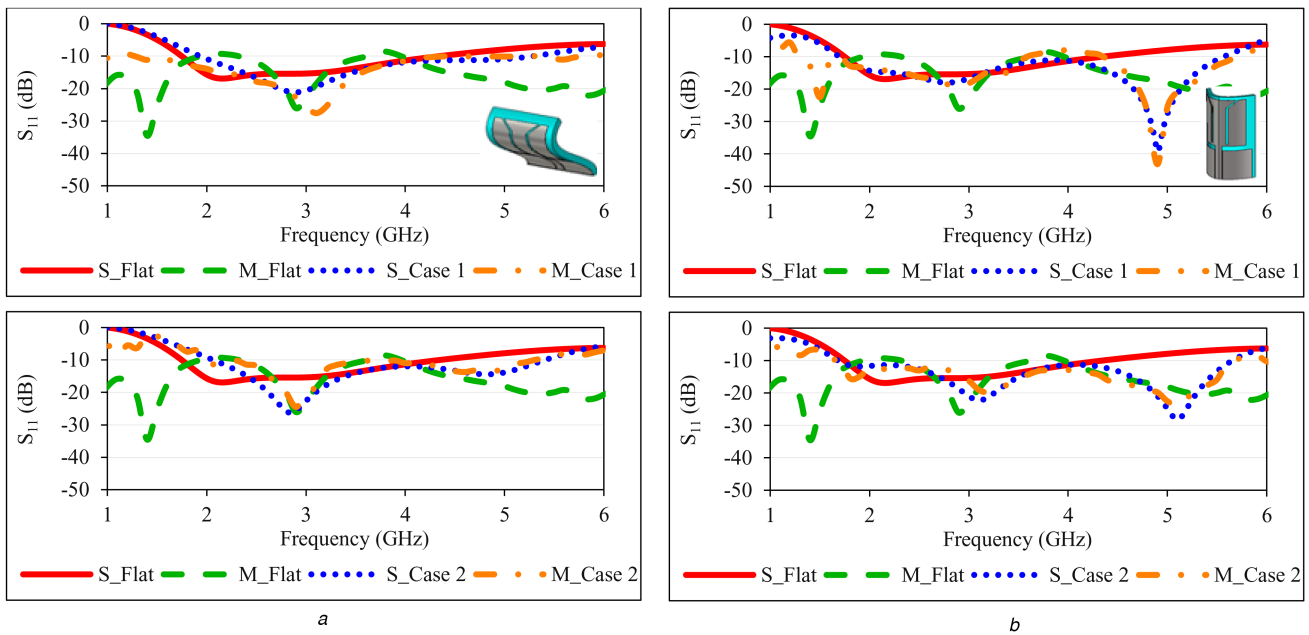 0
-10
-20
-30
-40
-50
S11 (dB)
1 2 3 4 5 6
Frequency (GHz)
S_Flat M_Flat S_Case 1 M_Case 1
0
-10
-20
-30
-40
-50
S11 (dB)
1 2 3 4 5 6
Frequency (GHz)
S_Flat M_Flat S_Case 2 M_Case 2
a
0
-10
-20
-30
-40
-50
S11 (dB)
1 2 3 4 5 6
Frequency (GHz)
S_Flat M_Flat S_Case 1 M_Case 1
0
-10
-20
-30
-40
-50
S11 (dB)
1 2 3 4 5 6
Frequency (GHz)
S_Flat M_Flat S_Case 2 M_Case 2
b